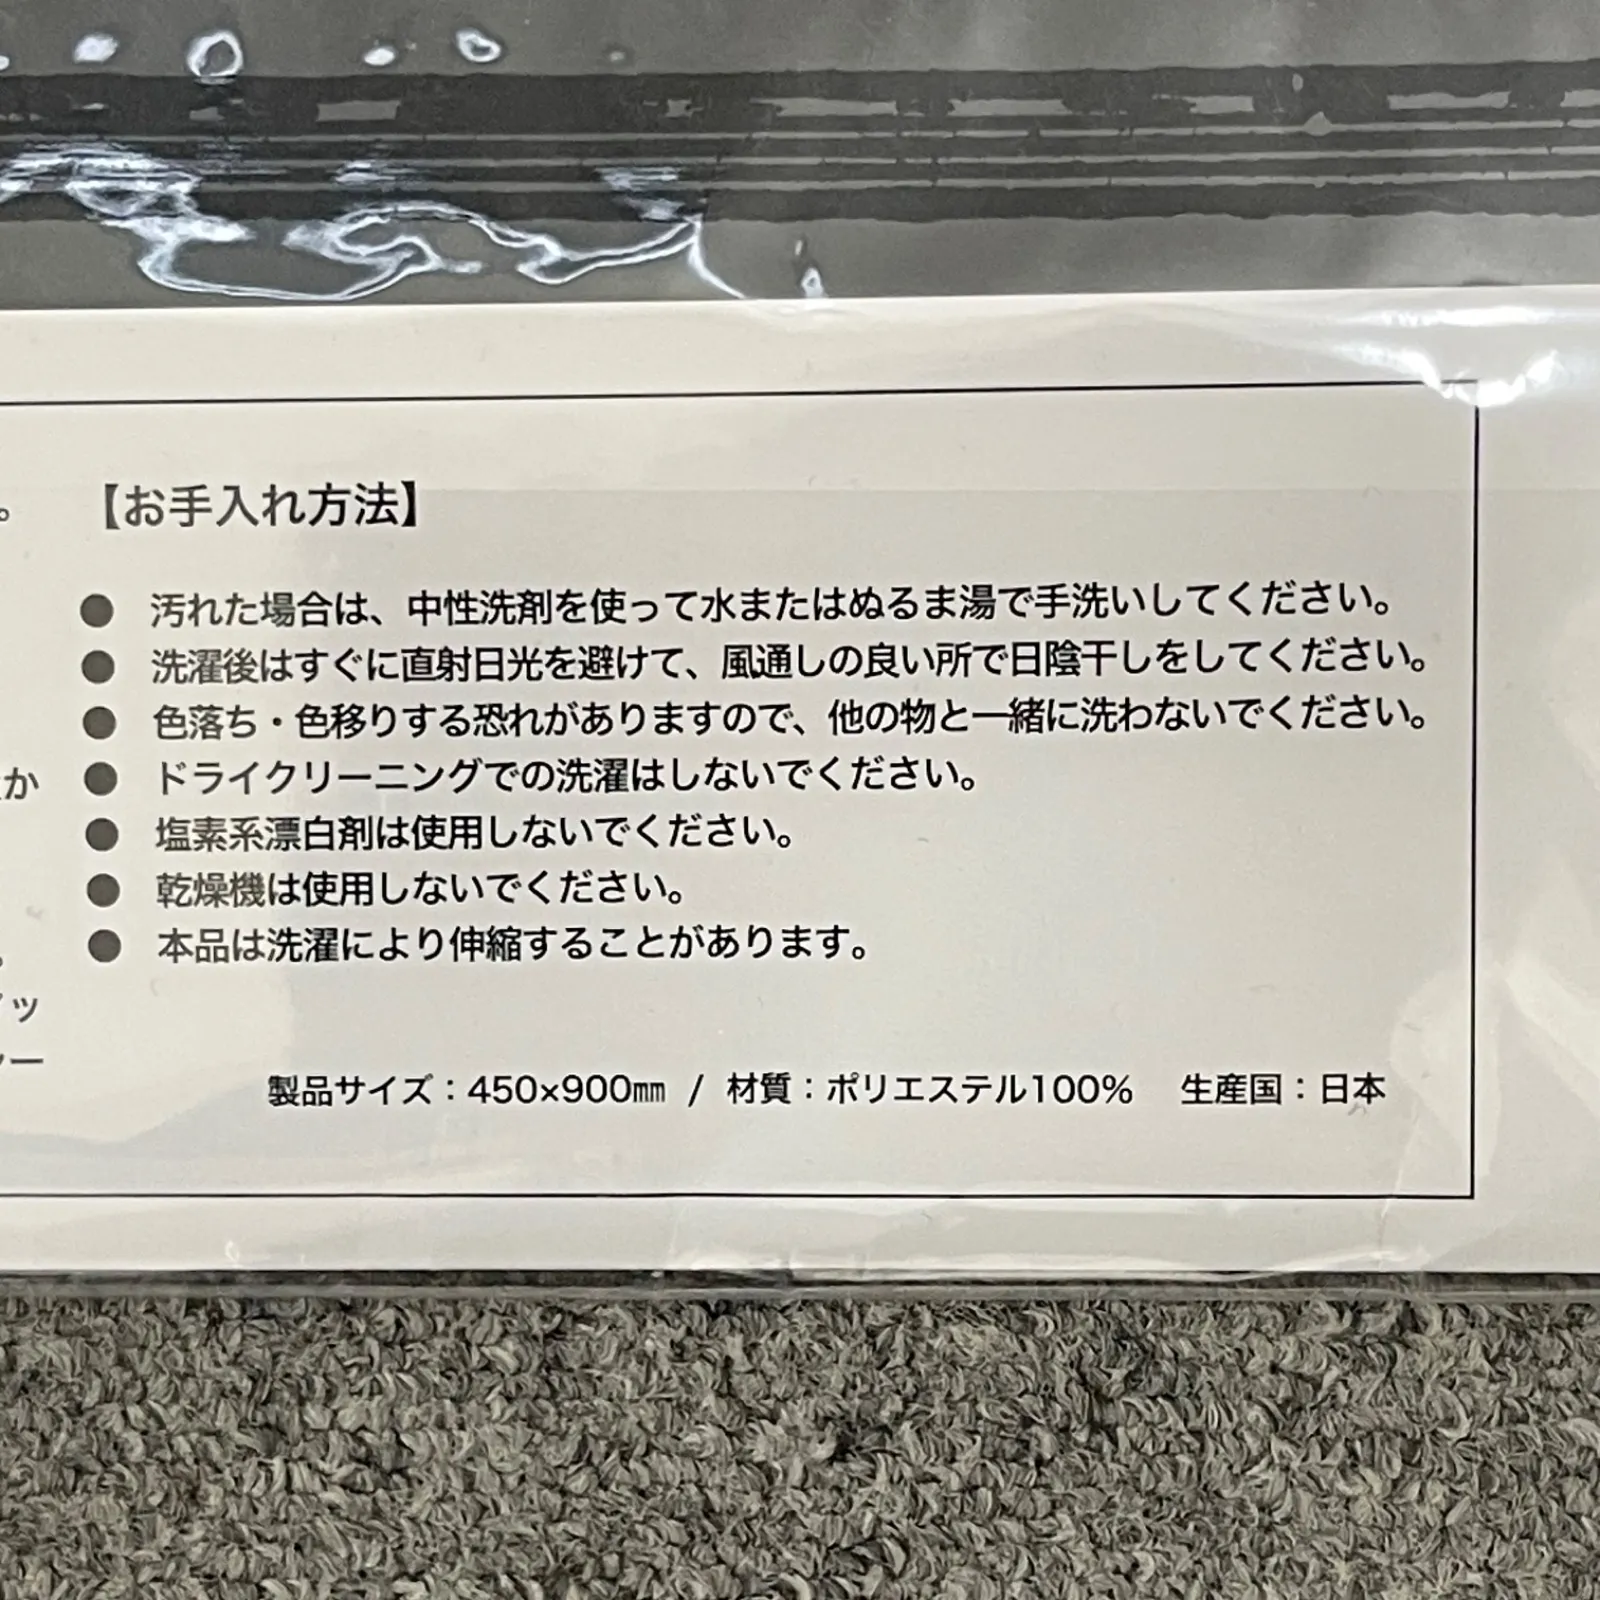 【お手入れ方法】
● 汚れた場合は、中性洗剤を使って水またはぬるま湯で手洗いしてください。
● 洗濯後はすぐに直射日光を避けて、風通しの良い所で日陰干しをしてください。
● 色落ち・色移りする恐れがありますので、他の物と一緒に洗わないでください。
か
● ドライクリーニングでの洗濯はしないでください。
● 塩素系漂白剤は使用しないでください。
● 乾燥機は使用しないでください。
● 本品は洗濯により伸縮することがあります。
ッ
ー
製品サイズ：450×900㎜ / 材質：ポリエステル100% 生産国：日本